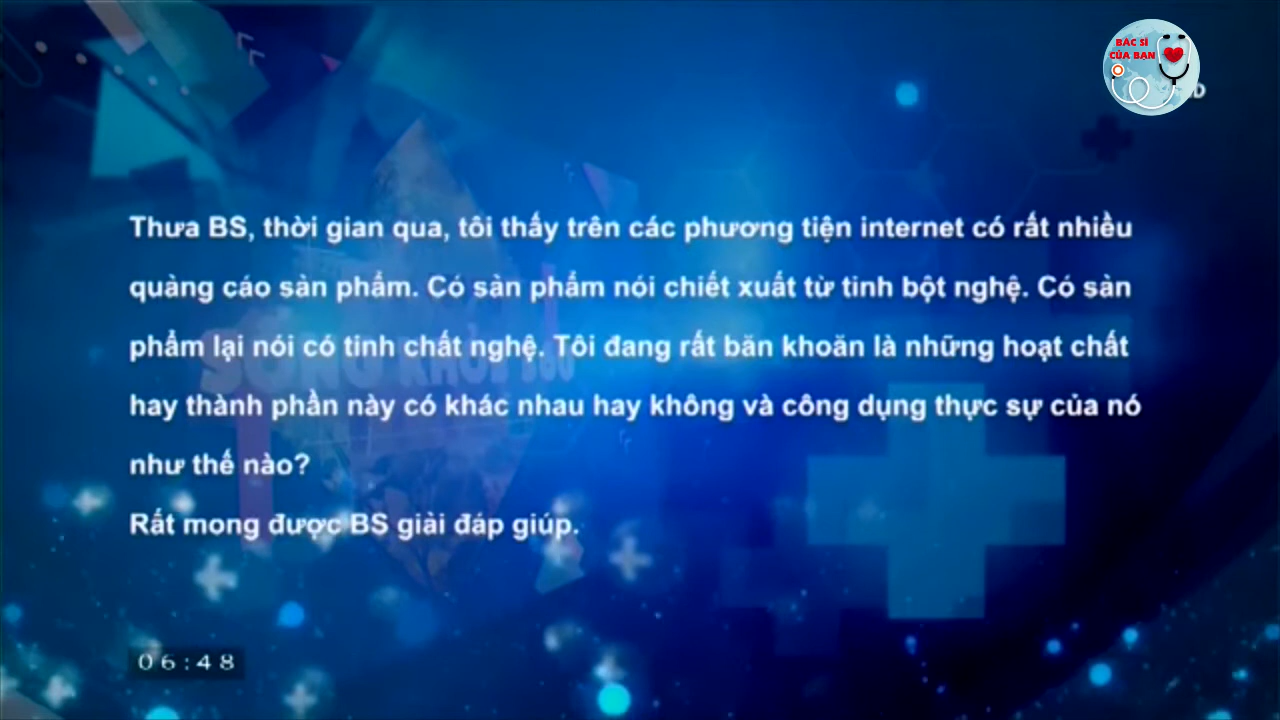 BÁC SĨ
CỦA BẠN
Thưa BS, thời gian qua, tôi thấy trên các phương tiện internet có rất nhiều
quảng cáo sản phẩm. Có sản phẩm nói chiết xuất từ tinh bột nghệ. Có sản
phẩm lại nói có tinh chất nghệ. Tôi đang rất băn khoăn là những hoạt chất
hay thành phần này có khác nhau hay không và công dụng thực sự của nó
như thế nào?
Rất mong được BS giải đáp giúp.
06:48